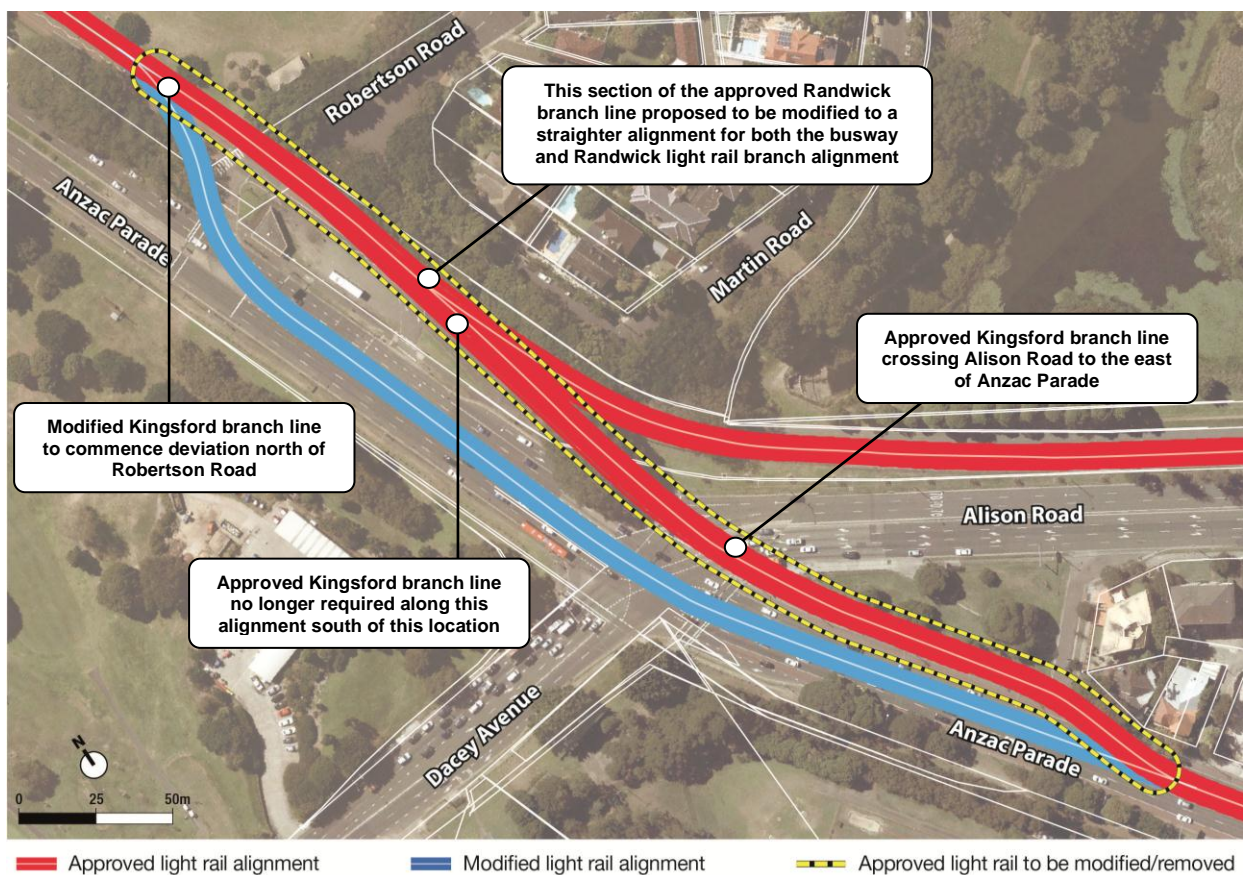 Robertson Road
This section of the approved Randwick
branch line proposed to be modified to a
straighter alignment for both the busway
and Randwick light rail branch alignment
Anzac Parade
Martin Road
Approved Kingsford branch line
crossing Alison Road to the east
of Anzac Parade
Modified Kingsford branch line
to commence deviation north of
Robertson Road
Alison Road
Approved Kingsford branch line
no longer required along this
alignment south of this location
Dacey Avenue
Anzac Parade
N
0 25 50m
Approved light rail alignment Modified light rail alignment Approved light rail to be modified/removed